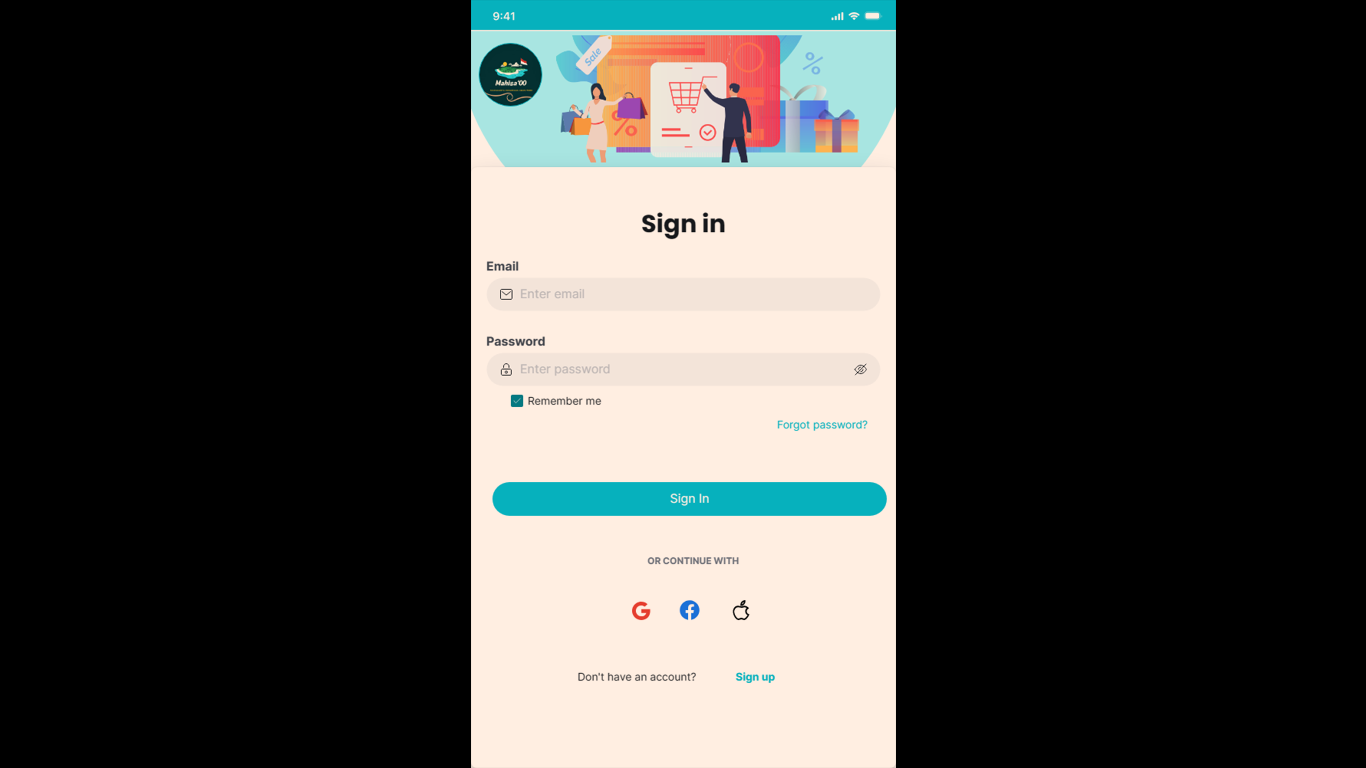 9:41
Sale
%
Mahiza'00
%
Sign in
Email
Enter email
Password
Enter password
Remember me
Forgot password?
Sign In
OR CONTINUE WITH
Don't have an account? Sign up